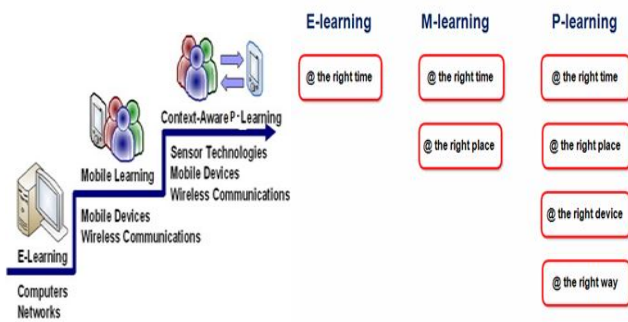 E-learning
M-learning
P-learning
@ the right time
@ the right time
@ the right time
@ the right place
@ the right place
@ the right device
@ the right way
Context-Aware P- Learning
Sensor Technologies
Mobile Devices
Wireless Communications
Mobile Learning
Mobile Devices
Wireless Communications
E-Learning
Computers
Networks